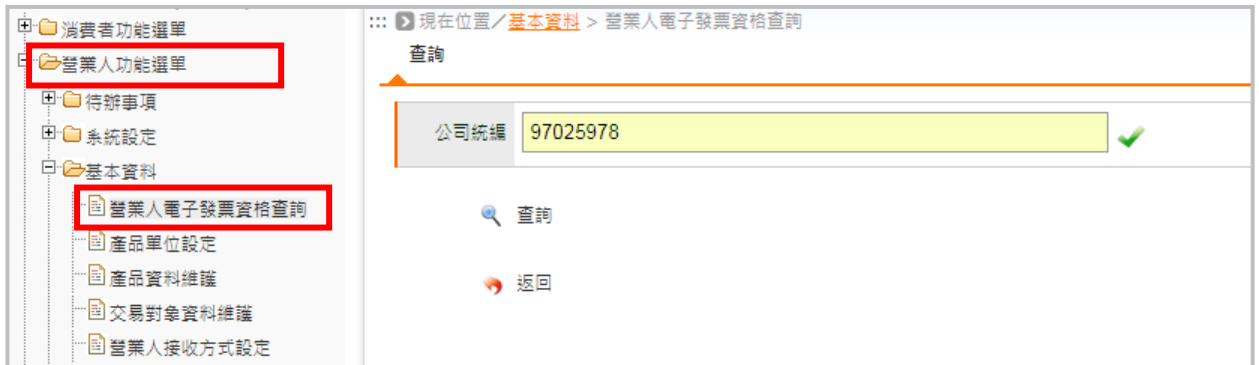 消費者功能選單
營業人功能選單
待辦事項
系統設定
基本資料
營業人電子發票資格查詢
產品單位設定
產品資料維護
交易對象資料維護
營業人接收方式設定
::: 現在位置／基本資料 > 營業人電子發票資格查詢
查詢
公司統編 97025978
查詢
返回